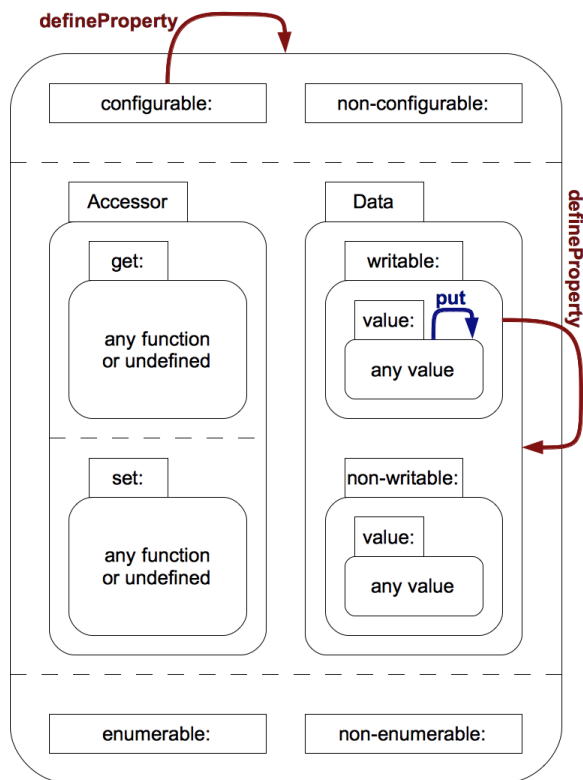 defineProperty
configurable:
non-configurable:
Accessor
Data
defineProperty
get:
writable:
put
value:
any function
or undefined
any value
set:
non-writable:
value:
any function
or undefined
any value
enumerable:
non-enumerable: